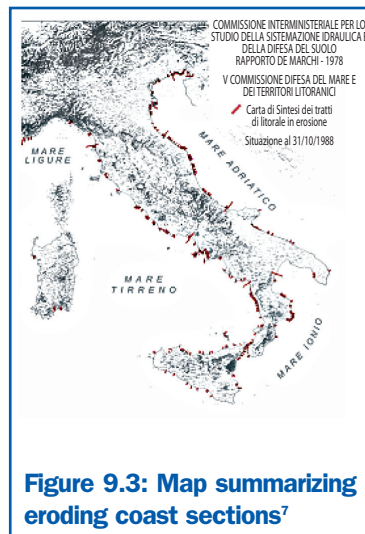 COMMISSIONE INTERMINISTERIALE PER LO
STUDIO DELLA SISTEMAZIONE IDRAULICA E
DELLA DIFESA DEL SUOLO
RAPPORTO DE MARCHI - 1978
V COMMISSIONE DIFESA DEL MARE E
DEI TERRITORI LITORANICI
Carta di Sintesi dei tratti
di litorale in erosione
Situazione al 31/10/1988
MARE
LIGURE
MARE ADRIATICO
MARE
TIRRENO
MARE IONIO
Figure 9.3: Map summarizing
eroding coast sections⁷